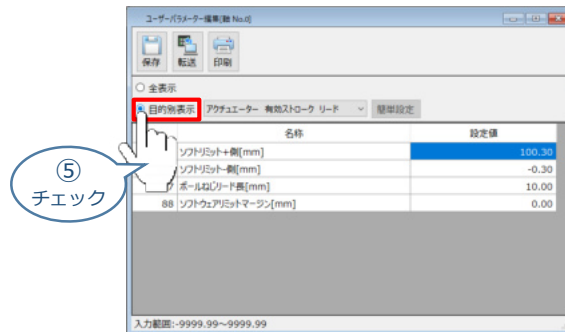 ユーザーパラメーター編集[軸 No.0]
保存 転送 印刷
全表示
目的別表示 アクチュエーター 有効ストローク リード 簡単設定
名称 設定値
ソフトリミット+側[mm] 100.30
ソフトリミット-側[mm] -0.30
7 ボールねじリード長[mm] 10.00
88 ソフトウェアリミットマージン[mm] 0.00
⑤
チェック
入力範囲:-9999.99~9999.99